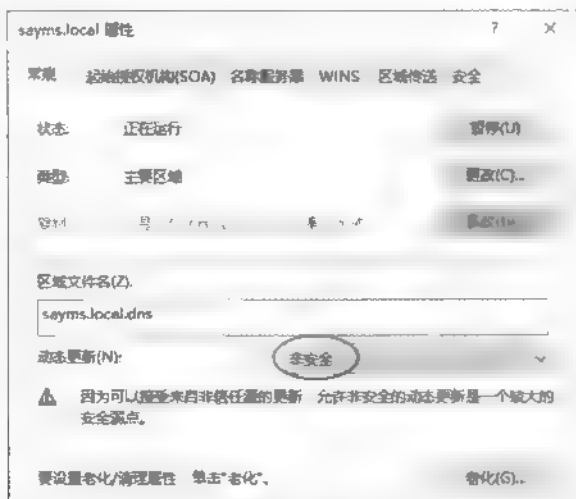 sayms.local 属性 ? ×
常规 起始授权机构(SOA) 名称服务器 WINS 区域传送 安全
状态: 正在运行 暂停(U)
类型: 主要区域 更改(C)...
区域文件名(Z).
sayms.local.dns
动态更新(N): 非安全
因为可以接受来自非信任源的更新 允许非安全的动态更新是一个较大的
安全弱点。
要设置老化/清理属性 单击"老化"。 老化(G)...